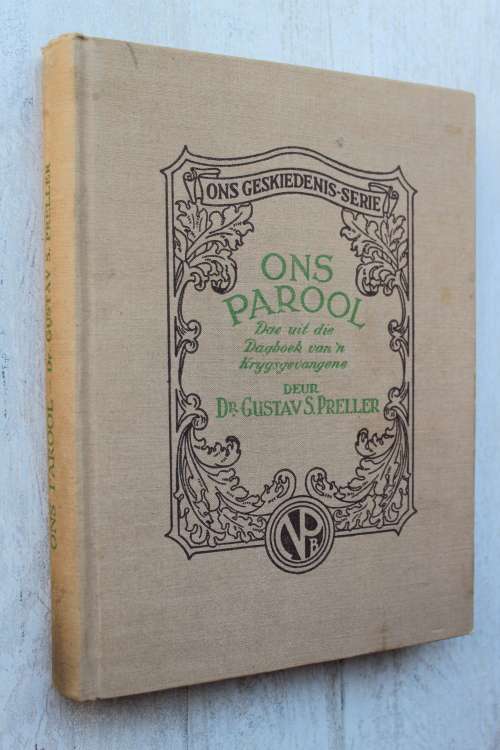 ONS PAROOL - DR. GUSTAV S. PRELLER
ONS GESKIEDENIS-SERIE
ONS
PAROOL
Dae uit die
Dagboek van 'n
Krygsgevangene
DEUR
DR. GUSTAV S. PRELLER
NPB